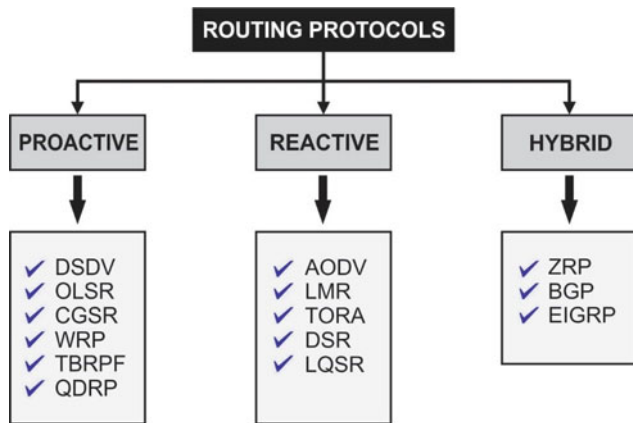 ROUTING PROTOCOLS
PROACTIVE
REACTIVE
HYBRID
DSDV
OLSR
CGSR
WRP
TBRPF
QDRP
AODV
LMR
TORA
DSR
LQSR
ZRP
BGP
EIGRP